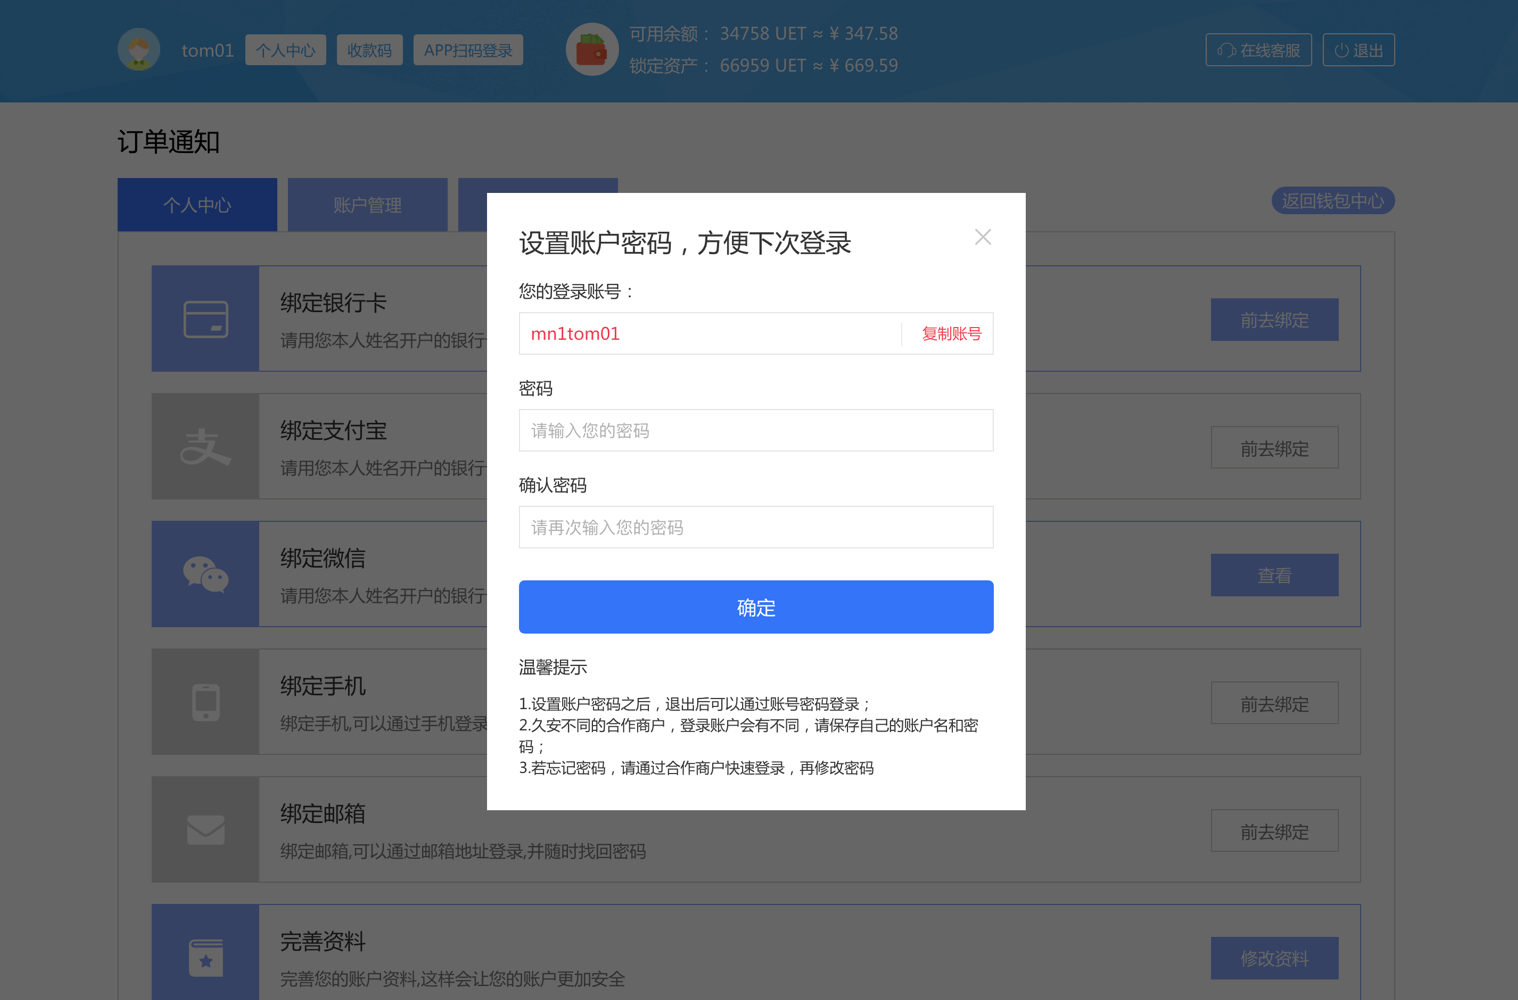 tom01
个人中心
收款码
APP扫码登录
可用余额： 34758 UET ≈ ¥ 347.58
锁定资产： 66959 UET ≈ ¥ 669.59
在线客服
退出
订单通知
个人中心
账户管理
返回钱包中心
绑定银行卡
请用您本人姓名开户的银行
前去绑定
绑定支付宝
请用您本人姓名开户的银行
前去绑定
绑定微信
请用您本人姓名开户的银行
查看
绑定手机
绑定手机,可以通过手机登录
前去绑定
绑定邮箱
绑定邮箱,可以通过邮箱地址登录,并随时找回密码
前去绑定
完善资料
完善您的账户资料,这样会让您的账户更加安全
修改资料
设置账户密码，方便下次登录
您的登录账号：
mn1tom01
复制账号
密码
请输入您的密码
确认密码
请再次输入您的密码
确定
温馨提示
1.设置账户密码之后，退出后可以通过账号密码登录；
2.久安不同的合作商户，登录账户会有不同，请保存自己的账户名和密
码；
3.若忘记密码，请通过合作商户快速登录，再修改密码